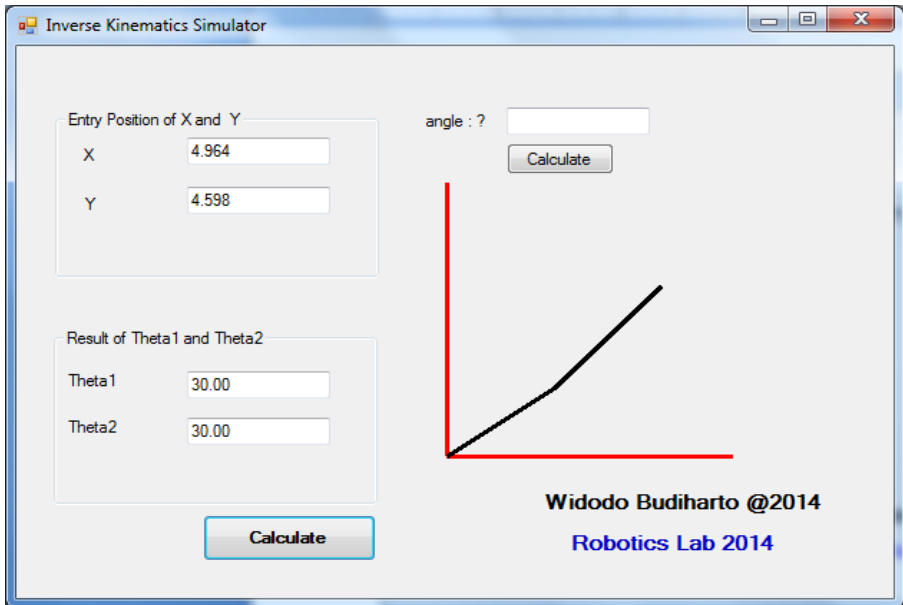 Inverse Kinematics Simulator
Entry Position of X and Y
X 4.964
Y 4.598
angle : ?
Calculate
Result of Theta1 and Theta2
Theta1 30.00
Theta2 30.00
Calculate
Widodo Budiharto @2014
Robotics Lab 2014